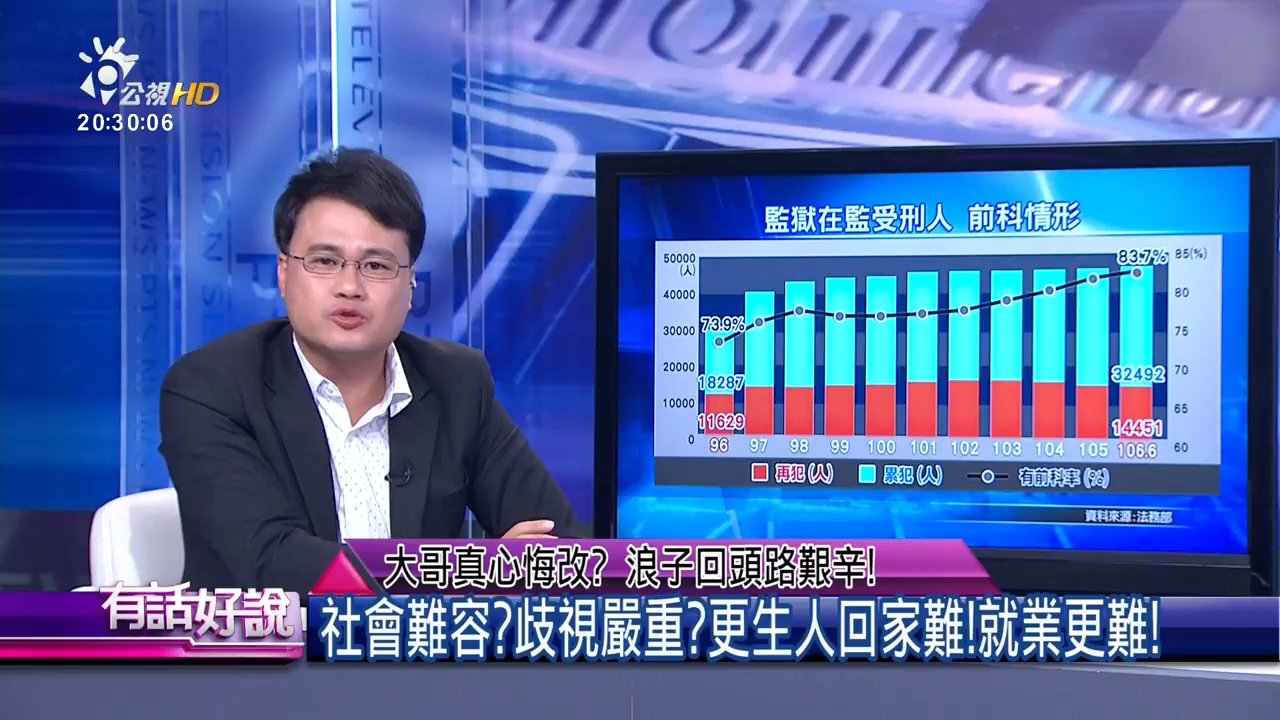 公視HD
20:30:06
監獄在監受刑人 前科情形
50000
(人)
40000
30000
20000
10000
0
85(%)
80
75
70
65
60
73.9%
83.7%
18287
11629
32492
14451
96 97 98 99 100 101 102 103 104 105 106.6
再犯(人) 累犯(人) 有前科率(%)
資料來源:法務部
大哥真心悔改? 浪子回頭路艱辛!
有話好說
社會難容?歧視嚴重?更生人回家難!就業更難!